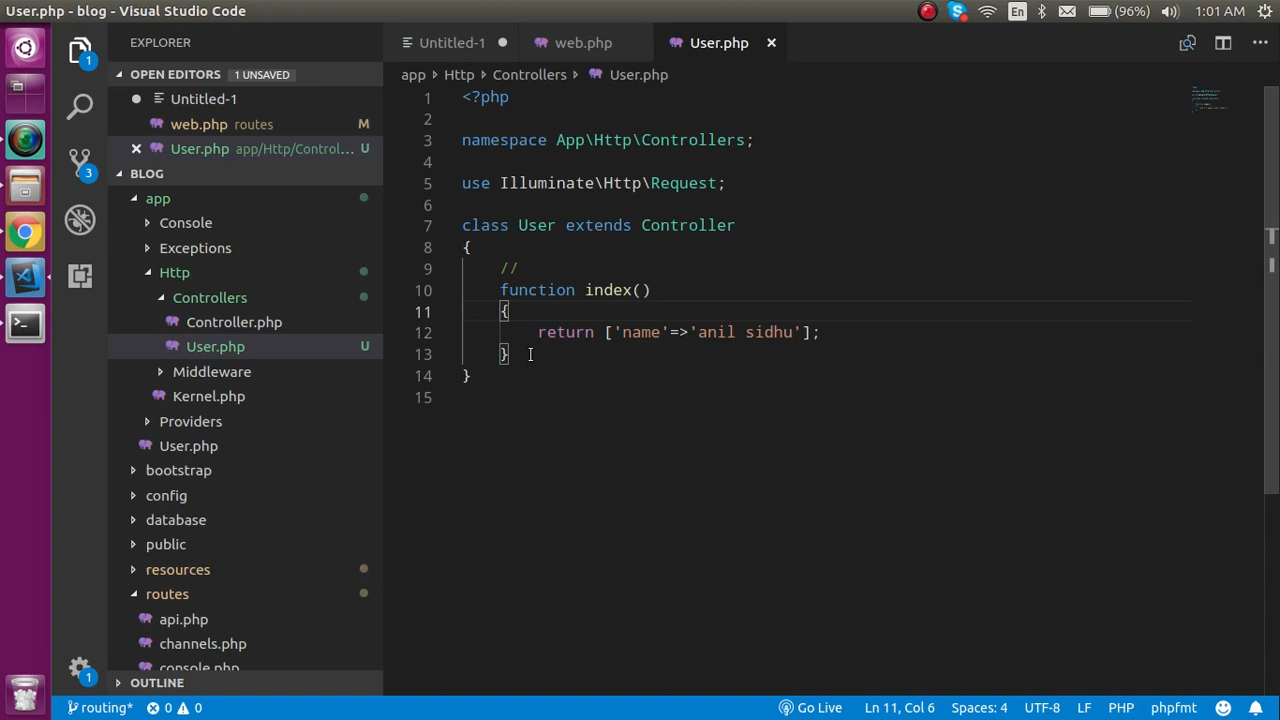 User.php - blog - Visual Studio Code
En
(96%)
1:01 AM
1
3
1
EXPLORER
OPEN EDITORS 1 UNSAVED
Untitled-1
web.php routes M
User.php app/Http/Control... U
BLOG
app
Console
Exceptions
Http
Controllers
Controller.php
User.php U
Middleware
Kernel.php
Providers
User.php
bootstrap
config
database
public
resources
routes
api.php
channels.php
console.php
OUTLINE
Untitled-1
web.php
User.php
app
Http
Controllers
User.php
1 <?php
2
3 namespace App\Http\Controllers;
4
5 use Illuminate\Http\Request;
6
7 class User extends Controller
8 {
9 //
10 function index()
11 {
12 return ['name'=>'anil sidhu'];
13 }
14 }
15
routing* 0 0
Go Live Ln 11, Col 6 Spaces: 4 UTF-8 LF PHP phpfmt